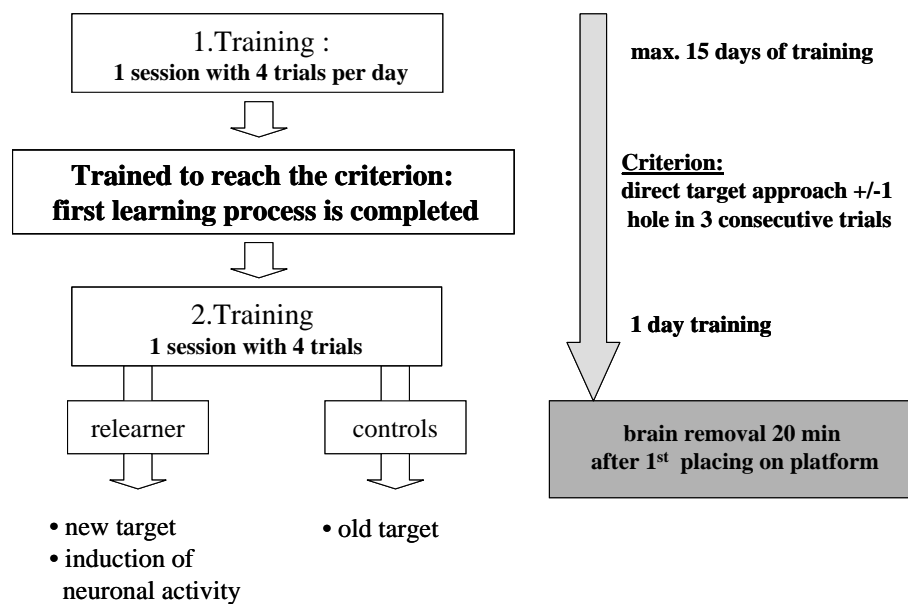 1.Training :
1 session with 4 trials per day
Trained to reach the criterion:
first learning process is completed
2.Training
1 session with 4 trials
relearner
controls
• new target
• induction of
neuronal activity
• old target
max. 15 days of training
Criterion:
direct target approach +/-1
hole in 3 consecutive trials
1 day training
brain removal 20 min
after 1st placing on platform